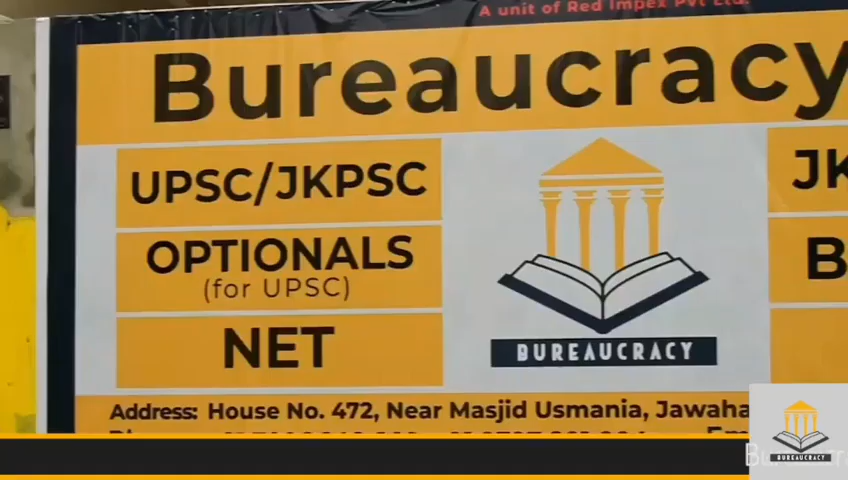 A unit of Red Impex Pvt Ltd.
Bureaucracy
UPSC/JKPSC
OPTIONALS
(for UPSC)
NET
BUREAUCRACY
JK
B
Address: House No. 472, Near Masjid Usmania, Jawaha
BUREAUCRACY